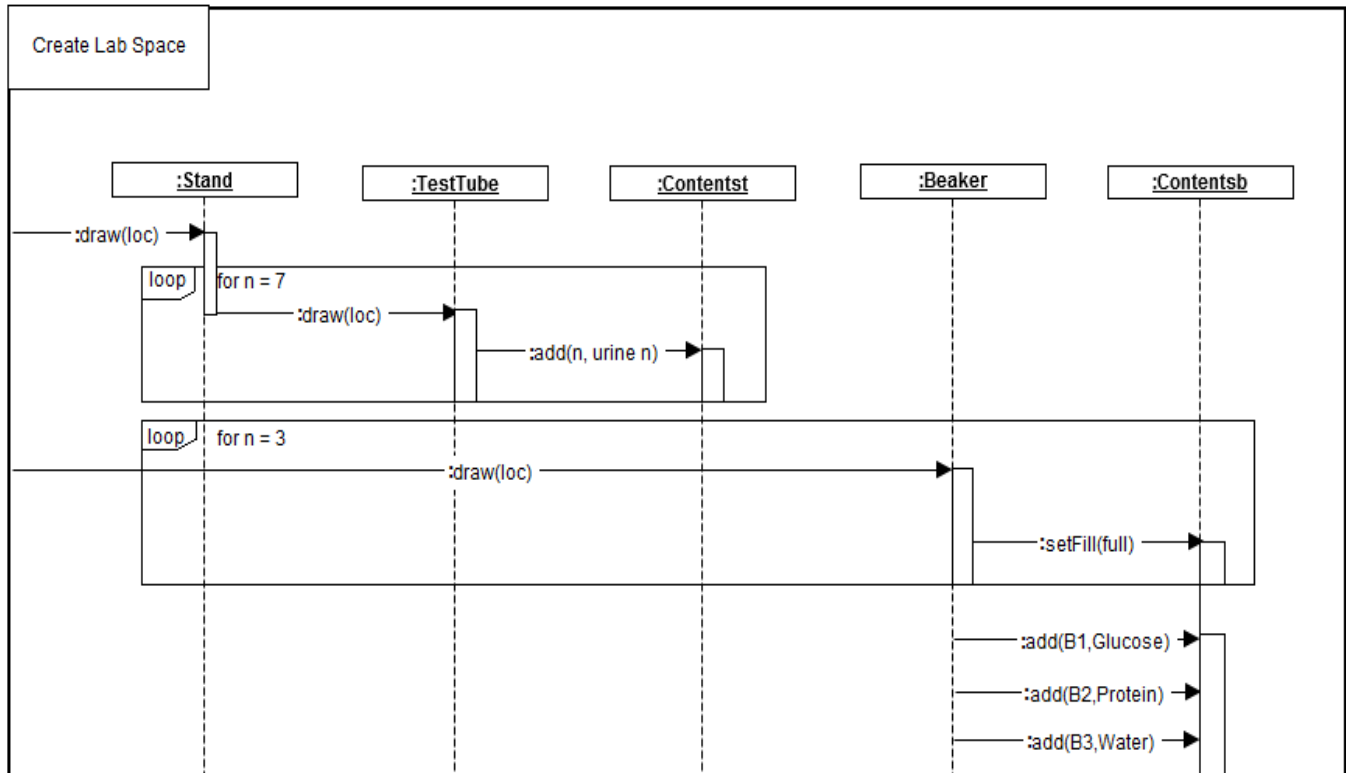 Create Lab Space
:Stand
:TestTube
:Contentst
:Beaker
:Contentsb
:draw(loc)
loop
for n = 7
:draw(loc)
:add(n, urine n)
loop
for n = 3
:draw(loc)
:setFill(full)
:add(B1,Glucose)
:add(B2,Protein)
:add(B3,Water)